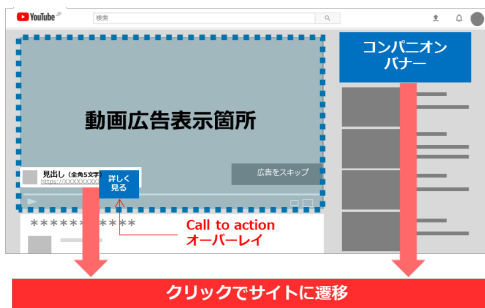 YouTube JP
検索
コンパニオン
バナー
動画広告表示箇所
見出し（全角5文字）
https://XXXXXXXX
詳しく
見る
広告をスキップ
************
Call to action
オーバーレイ
クリックでサイトに遷移